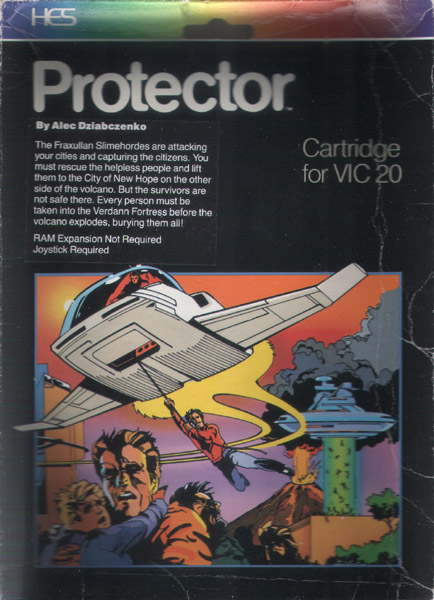 HES
Protector™
By Alec Dziabczenko
The Fraxullan Slimehordes are attacking
your cities and capturing the citizens. You
must rescue the helpless people and lift
them to the City of New Hope on the other
side of the volcano. But the survivors are
not safe there. Every person must be
taken into the Verdann Fortress before the
volcano explodes, burying them all!
RAM Expansion Not Required
Joystick Required
Cartridge
for VIC 20